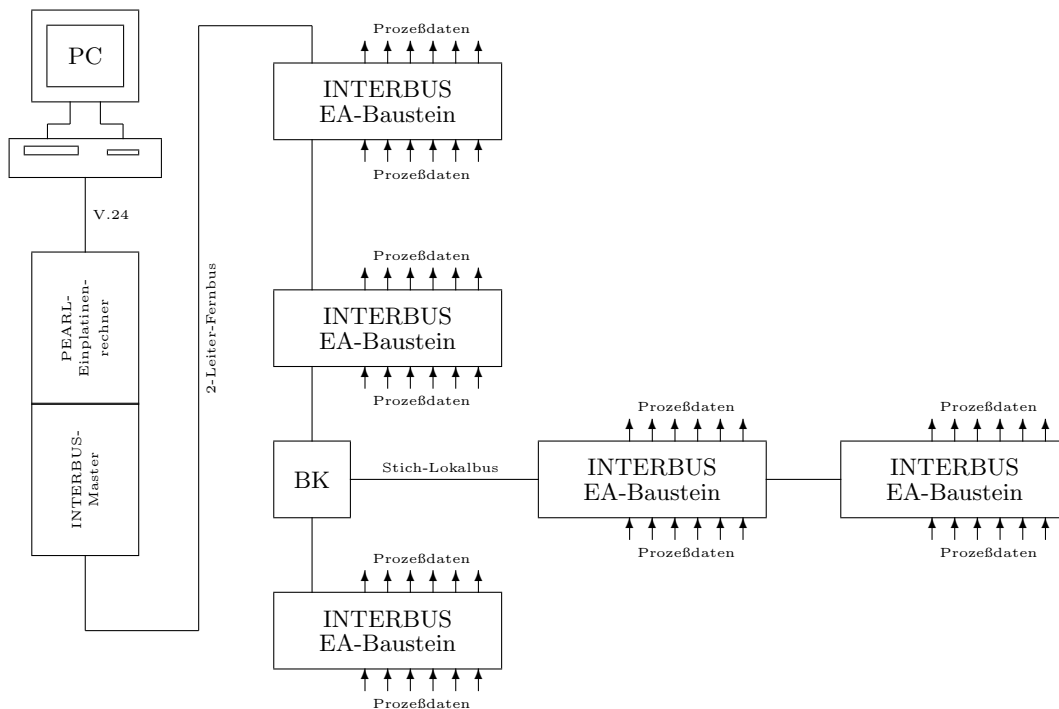 PC
V.24
PEARL-
Einplatinen-
rechner
INTERBUS-
Master
2-Leiter-Fernbus
Prozeßdaten
INTERBUS
EA-Baustein
Prozeßdaten
Prozeßdaten
INTERBUS
EA-Baustein
Prozeßdaten
BK
Stich-Lokalbus
Prozeßdaten
INTERBUS
EA-Baustein
Prozeßdaten
Prozeßdaten
INTERBUS
EA-Baustein
Prozeßdaten
Prozeßdaten
INTERBUS
EA-Baustein
Prozeßdaten